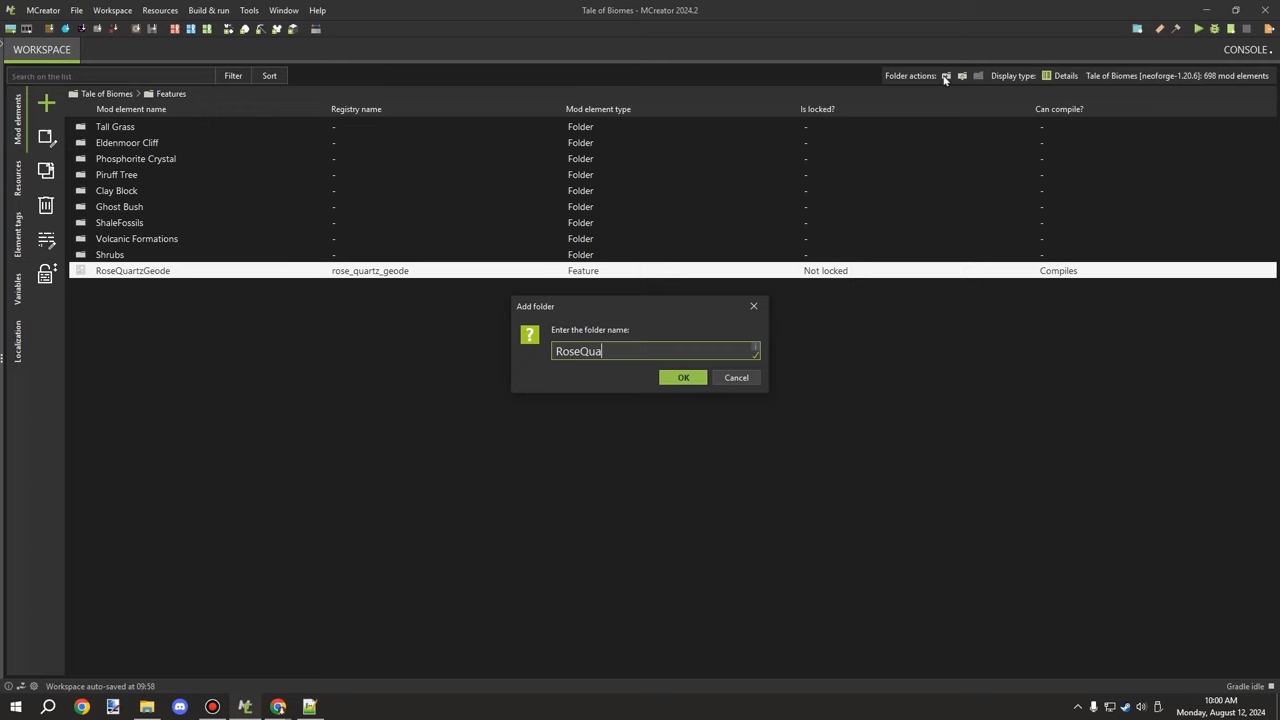 MCreator File Workspace Resources Build & run Tools Window Help
Tale of Biomes - MCreator 2024.2
WORKSPACE
CONSOLE
Search on the list
Filter
Sort
Folder actions:
Display type:
Details
Tale of Biomes [neoforge-1.20.6]: 698 mod elements
Tale of Biomes
Features
Mod element name Registry name Mod element type Is locked? Can compile?
Tall Grass - Folder - -
Eldenmoor Cliff - Folder - -
Phosphorite Crystal - Folder - -
Piruff Tree - Folder - -
Clay Block - Folder - -
Ghost Bush - Folder - -
ShaleFossils - Folder - -
Volcanic Formations - Folder - -
Shrubs - Folder - -
RoseQuartzGeode rose_quartz_geode Feature Not locked Compiles
Mod elements
Resources
Element tags
Variables
Localization
Add folder
?
Enter the folder name:
RoseQua
OK
Cancel
Workspace auto-saved at 09:58
Gradle idle
10:00 AM
Monday, August 12, 2024